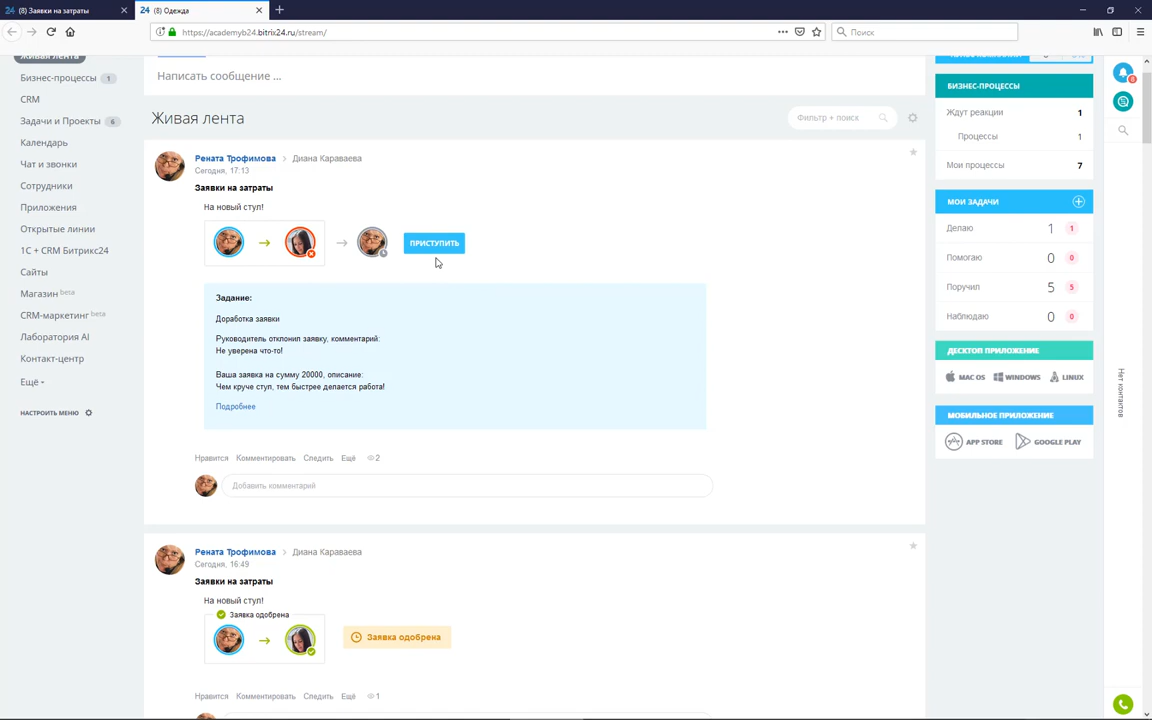 24 (8) Заявки на затраты
24 (8) Одежда
https://academyb24.bitrix24.ru/stream/
Поиск
Живая лента
Бизнес-процессы 1
CRM
Задачи и Проекты 6
Календарь
Чат и звонки
Сотрудники
Приложения
Открытые линии
1С + CRM Битрикс24
Сайты
Магазин beta
CRM-маркетинг beta
Лаборатория AI
Контакт-центр
Ещё
НАСТРОИТЬ МЕНЮ
Написать сообщение ...
Живая лента
Фильтр + поиск
Рената Трофимова > Диана Караваева
Сегодня, 17:13
Заявки на затраты
На новый стул!
ПРИСТУПИТЬ
Задание:
Доработка заявки
Руководитель отклонил заявку, комментарий:
Не уверена что-то!
Ваша заявка на сумму 20000, описание:
Чем круче стул, тем быстрее делается работа!
Подробнее
Нравится Комментировать Следить Ещё 2
Добавить комментарий
Рената Трофимова > Диана Караваева
Сегодня, 16:49
Заявки на затраты
На новый стул!
Заявка одобрена
Заявка одобрена
Нравится Комментировать Следить Ещё 1
БИЗНЕС-ПРОЦЕССЫ
Ждут реакции 1
Процессы 1
Мои процессы 7
МОИ ЗАДАЧИ
Делаю 1 1
Помогаю 0 0
Поручил 5 5
Наблюдаю 0 0
ДЕСКТОП ПРИЛОЖЕНИЕ
MAC OS WINDOWS LINUX
МОБИЛЬНОЕ ПРИЛОЖЕНИЕ
APP STORE GOOGLE PLAY
8
Нет контактов